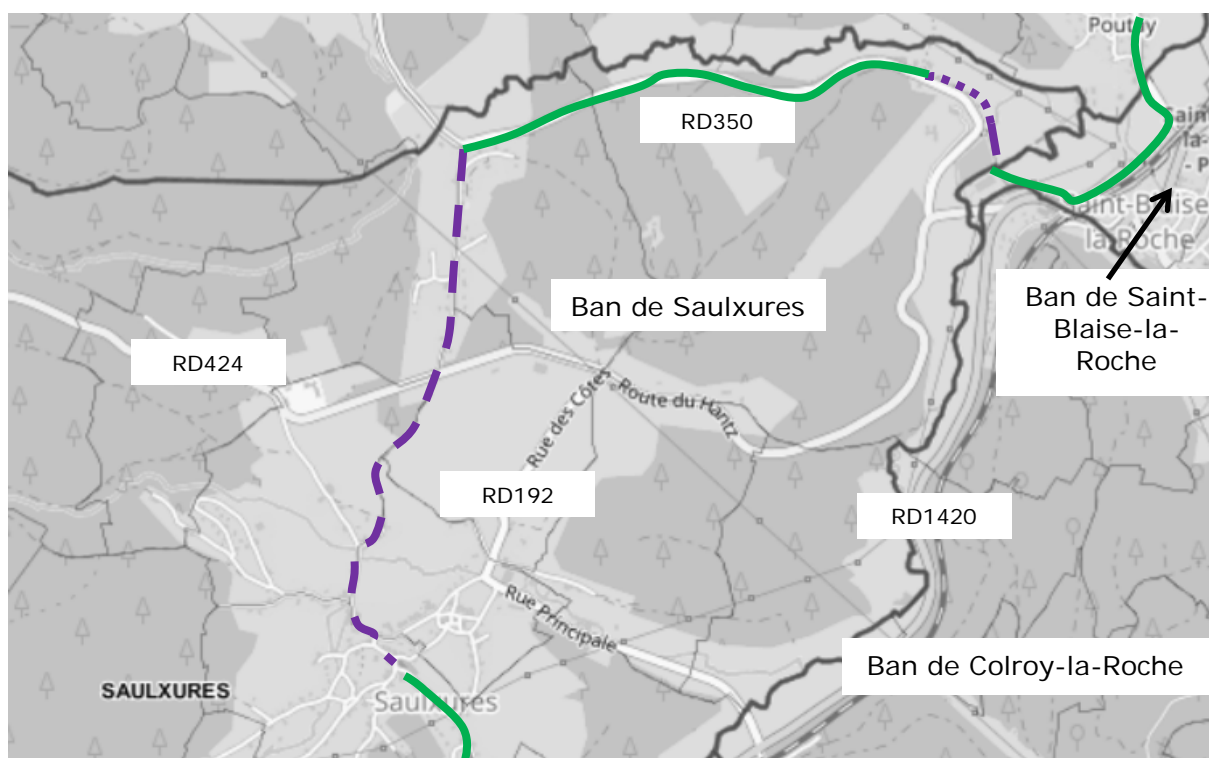 Poutay
RD350
Saint-Blaise
la-Roche
Ban de Saulxures
Ban de Saint-
Blaise-la-
Roche
RD424
Route du Hantz
Rue des Côtes
RD192
RD1420
Rue Principale
Ban de Colroy-la-Roche
SAULXURES
Saulxures